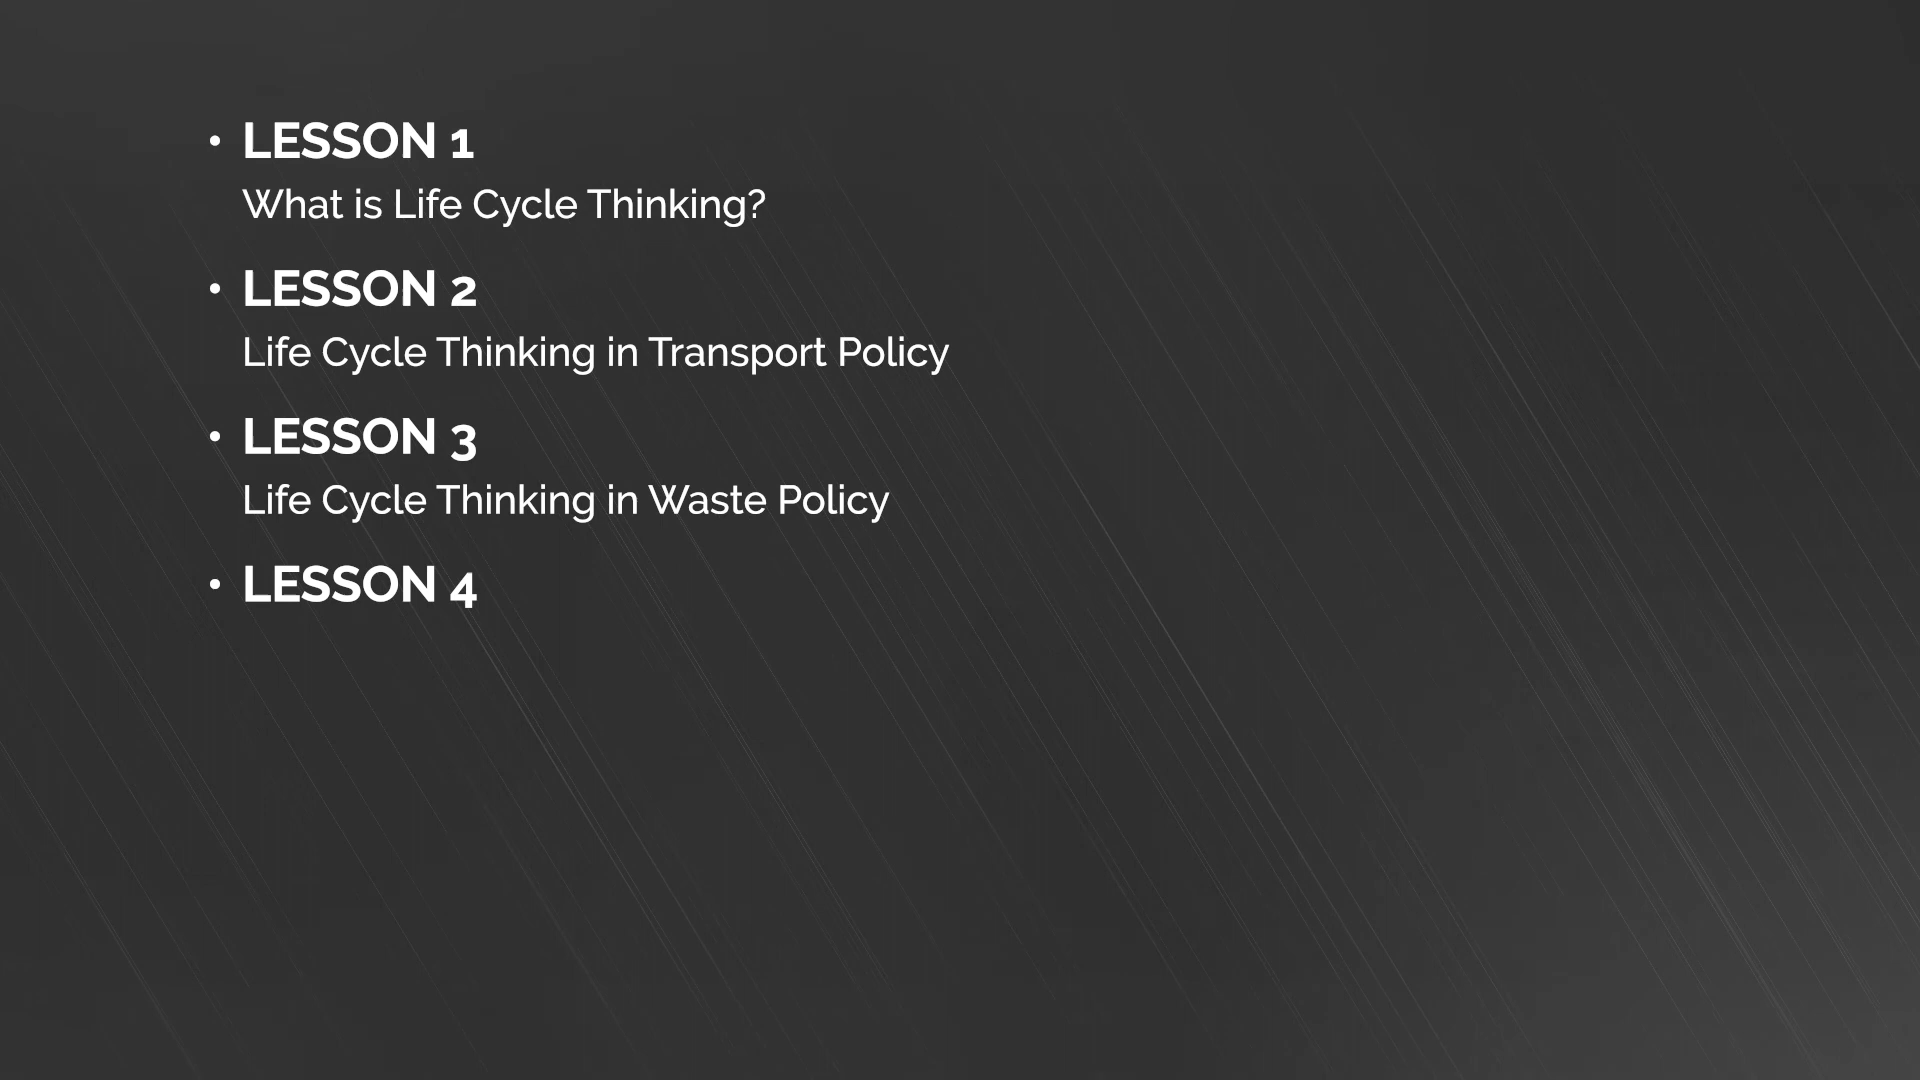 • LESSON 1
What is Life Cycle Thinking?
• LESSON 2
Life Cycle Thinking in Transport Policy
• LESSON 3
Life Cycle Thinking in Waste Policy
• LESSON 4